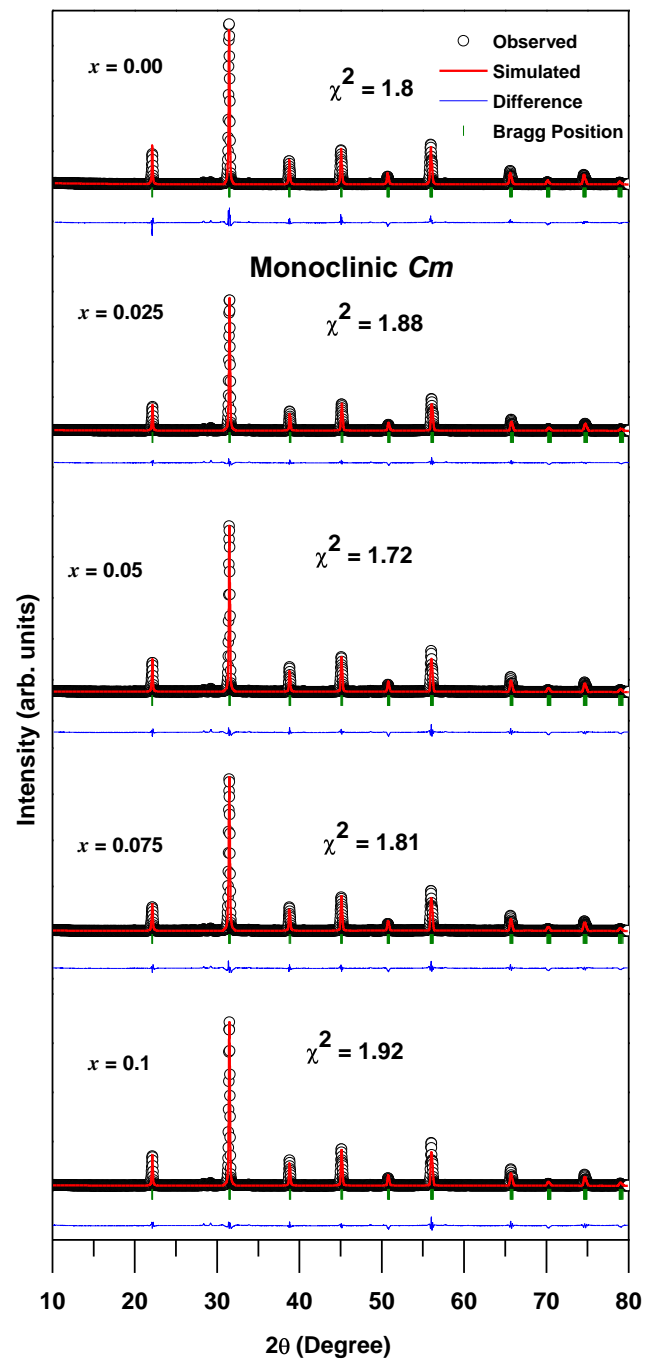 x = 0.00
χ2 = 1.8
Observed
Simulated
Difference
Bragg Position
Monoclinic Cm
x = 0.025
χ2 = 1.88
x = 0.05
χ2 = 1.72
x = 0.075
χ2 = 1.81
x = 0.1
χ2 = 1.92
Intensity (arb. units)
10 20 30 40 50 60 70 80
2θ (Degree)